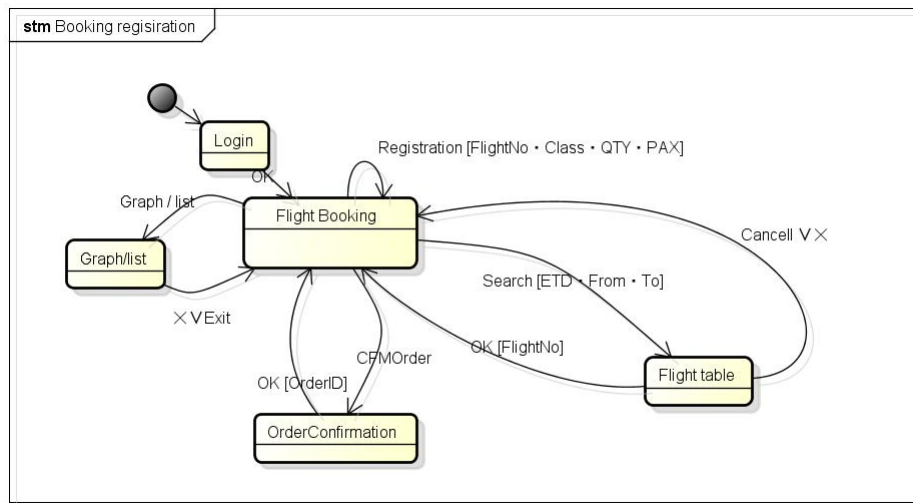 stm Booking regisiration
Login
OK
Registration [FlightNo・Class・QTY・PAX]
Graph / list
Flight Booking
Cancell ∨ ×
Graph/list
Search [ETD・From・To]
× ∨ Exit
OK [FlightNo]
CFMOrder
Flight table
OK [OrderID]
OrderConfirmation